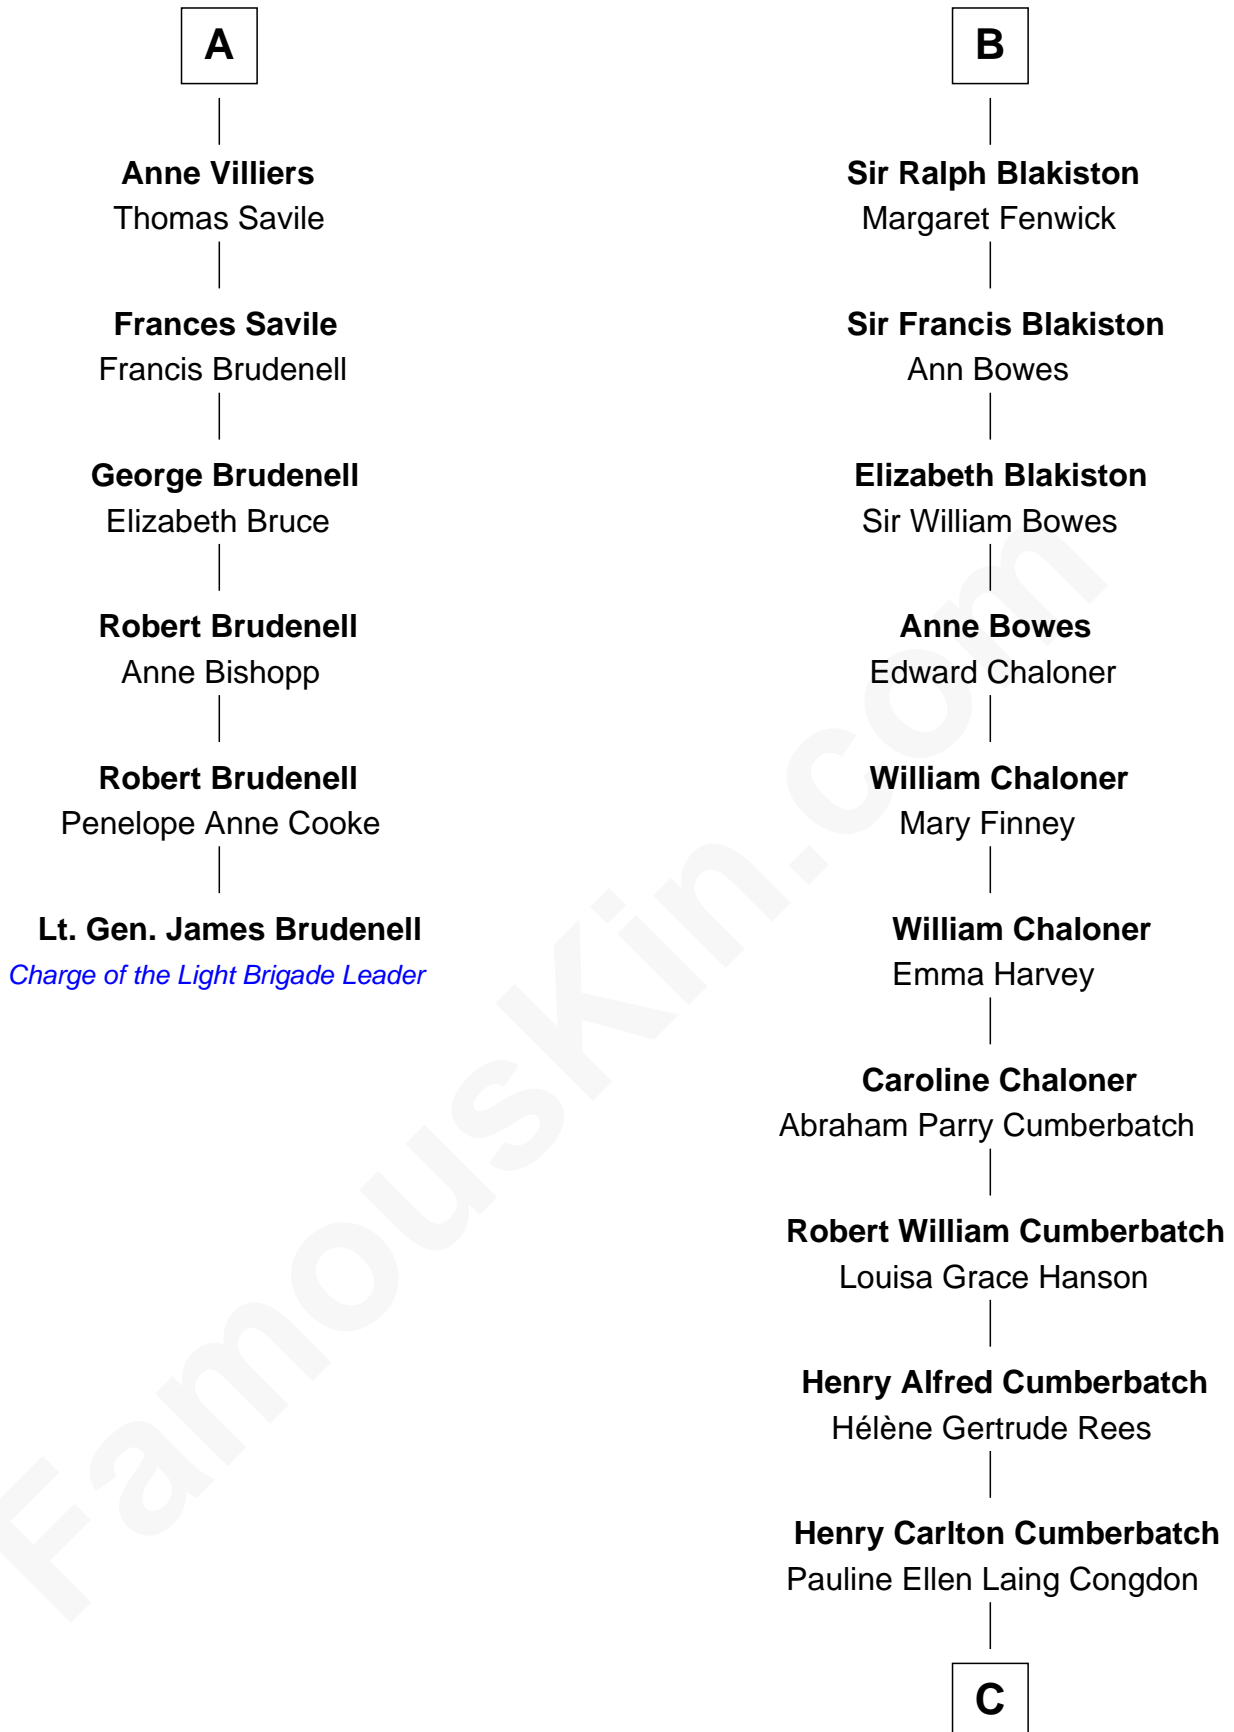 A
Anne Villiers
Thomas Savile
Frances Savile
Francis Brudenell
George Brudenell
Elizabeth Bruce
Robert Brudenell
Anne Bishopp
Robert Brudenell
Penelope Anne Cooke
Lt. Gen. James Brudenell
Charge of the Light Brigade Leader
B
Sir Ralph Blakiston
Margaret Fenwick
Sir Francis Blakiston
Ann Bowes
Elizabeth Blakiston
Sir William Bowes
Anne Bowes
Edward Chaloner
William Chaloner
Mary Finney
William Chaloner
Emma Harvey
Caroline Chaloner
Abraham Parry Cumberbatch
Robert William Cumberbatch
Louisa Grace Hanson
Henry Alfred Cumberbatch
Hélène Gertrude Rees
Henry Carlton Cumberbatch
Pauline Ellen Laing Congdon
C
FamousKin.com